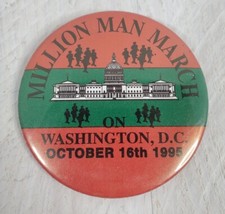 MILLION MAN MARCH
ON
WASHINGTON, D.C.
OCTOBER 16th 1995